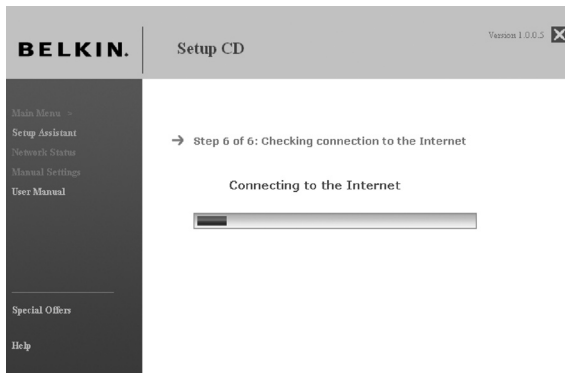 BELKIN.
Setup CD
Version 1.0.0.5
Main Menu >
Setup Assistant
Network Status
Manual Settings
User Manual
Special Offers
Help
→ Step 6 of 6: Checking connection to the Internet
Connecting to the Internet